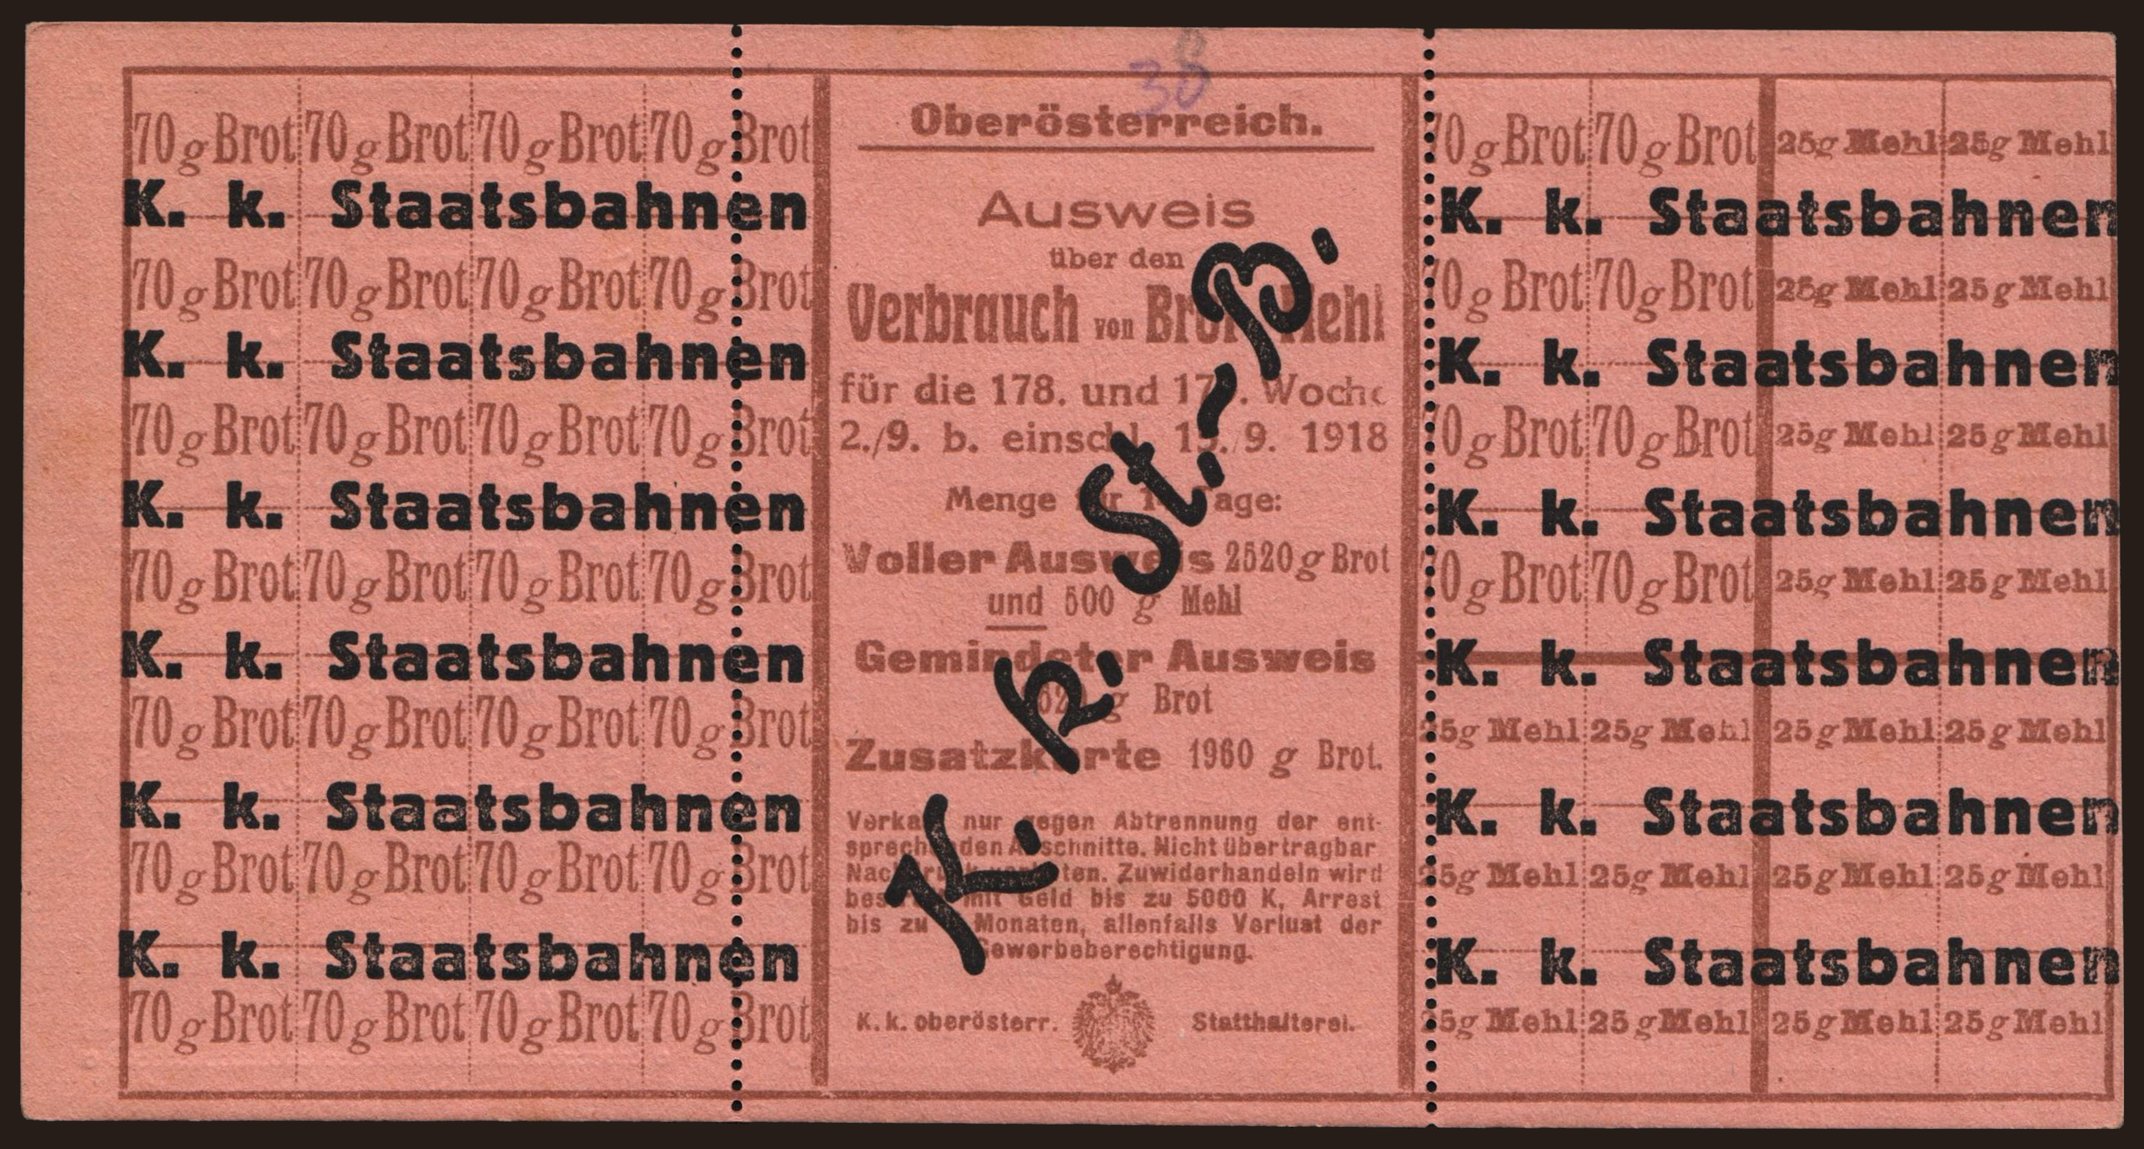 38
70 g Brot 70 g Brot 70 g Brot 70 g Brot
K. k. Staatsbahnen
70 g Brot 70 g Brot 70 g Brot 70 g Brot
K. k. Staatsbahnen
70 g Brot 70 g Brot 70 g Brot 70 g Brot
K. k. Staatsbahnen
70 g Brot 70 g Brot 70 g Brot 70 g Brot
K. k. Staatsbahnen
70 g Brot 70 g Brot 70 g Brot 70 g Brot
K. k. Staatsbahnen
70 g Brot 70 g Brot 70 g Brot 70 g Brot
K. k. Staatsbahnen
70 g Brot 70 g Brot 70 g Brot 70 g Brot
Oberösterreich.
Ausweis
über den
Verbrauch von Brot Mehl
für die 178. und Woche
2./9. b. einschl. 15./9. 1918
Menge für 14 Tage:
Voller Ausweis 2520 g Brot
und 500 g Mehl
Geminderter Ausweis
g Brot
Zusatzkarte 1960 g Brot.
Verkauf nur gegen Abtrennung der ent-
sprechenden Abschnitte. Nicht übertragbar
Nachdruck verboten. Zuwiderhandeln wird
bestraft mit Geld bis zu 5000 K, Arrest
bis zu Monaten, allenfalls Verlust der
Gewerbeberechtigung.
K. k. oberösterr. Statthalterei.
K. k. St.-B.
70 g Brot 70 g Brot 25 g Mehl 25 g Mehl
K. k. Staatsbahnen
70 g Brot 70 g Brot 25 g Mehl 25 g Mehl
K. k. Staatsbahnen
70 g Brot 70 g Brot 25 g Mehl 25 g Mehl
K. k. Staatsbahnen
70 g Brot 70 g Brot 25 g Mehl 25 g Mehl
K. k. Staatsbahnen
25 g Mehl 25 g Mehl 25 g Mehl 25 g Mehl
K. k. Staatsbahnen
25 g Mehl 25 g Mehl 25 g Mehl 25 g Mehl
K. k. Staatsbahnen
25 g Mehl 25 g Mehl 25 g Mehl 25 g Mehl